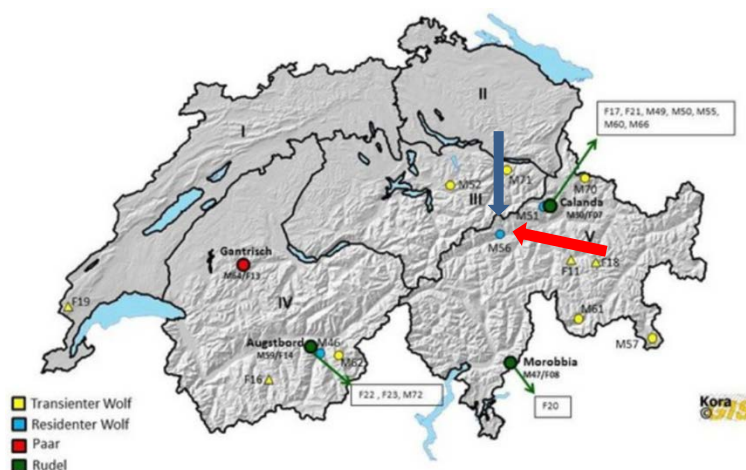 II
I
F17, F21, M49, M50, M55,
M60, M66
M52
M71
III
M70
M51
Calanda
M30/F07
M56
V
F11
F18
Gantrisch
M64/F13
IV
F19
M61
M57
Augstbord
M46
M59/F14
M62
F16
Morobbia
M47/F08
F22 , F23, M72
F20
Transienter Wolf
Residenter Wolf
Paar
Rudel
Kora
©GIS